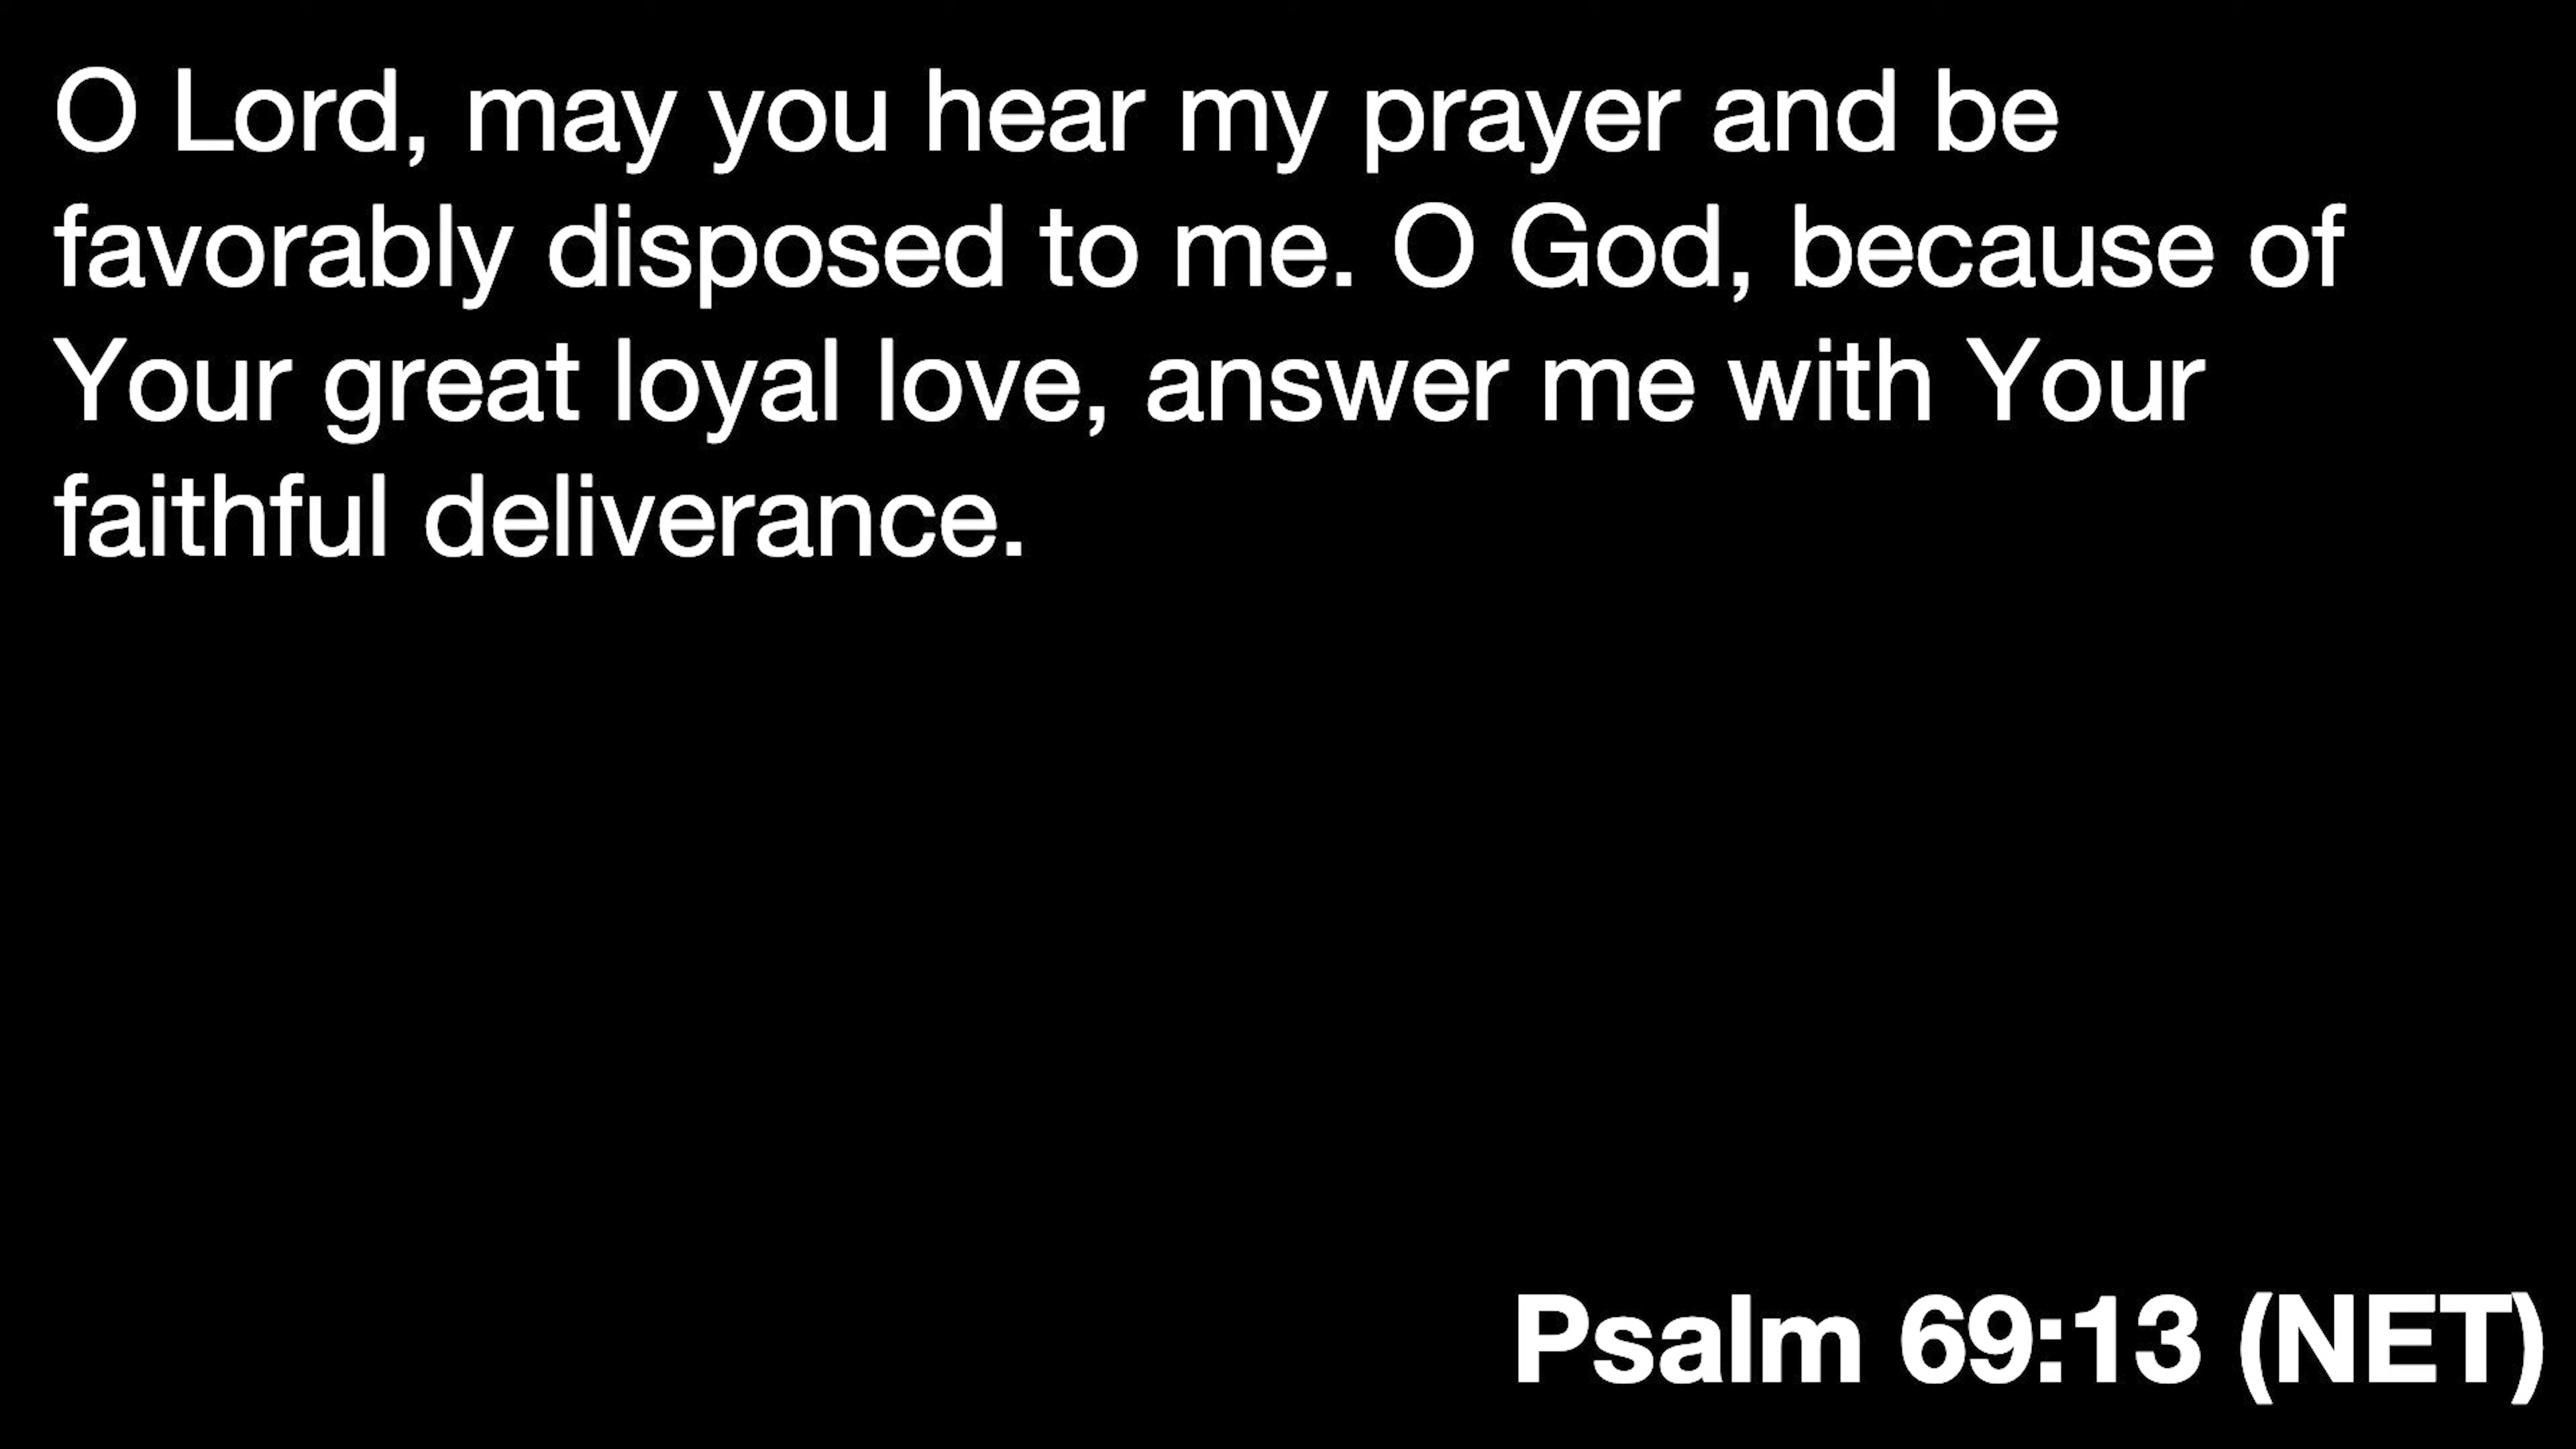 O Lord, may you hear my prayer and be
favorably disposed to me. O God, because of
Your great loyal love, answer me with Your
faithful deliverance.
Psalm 69:13 (NET)